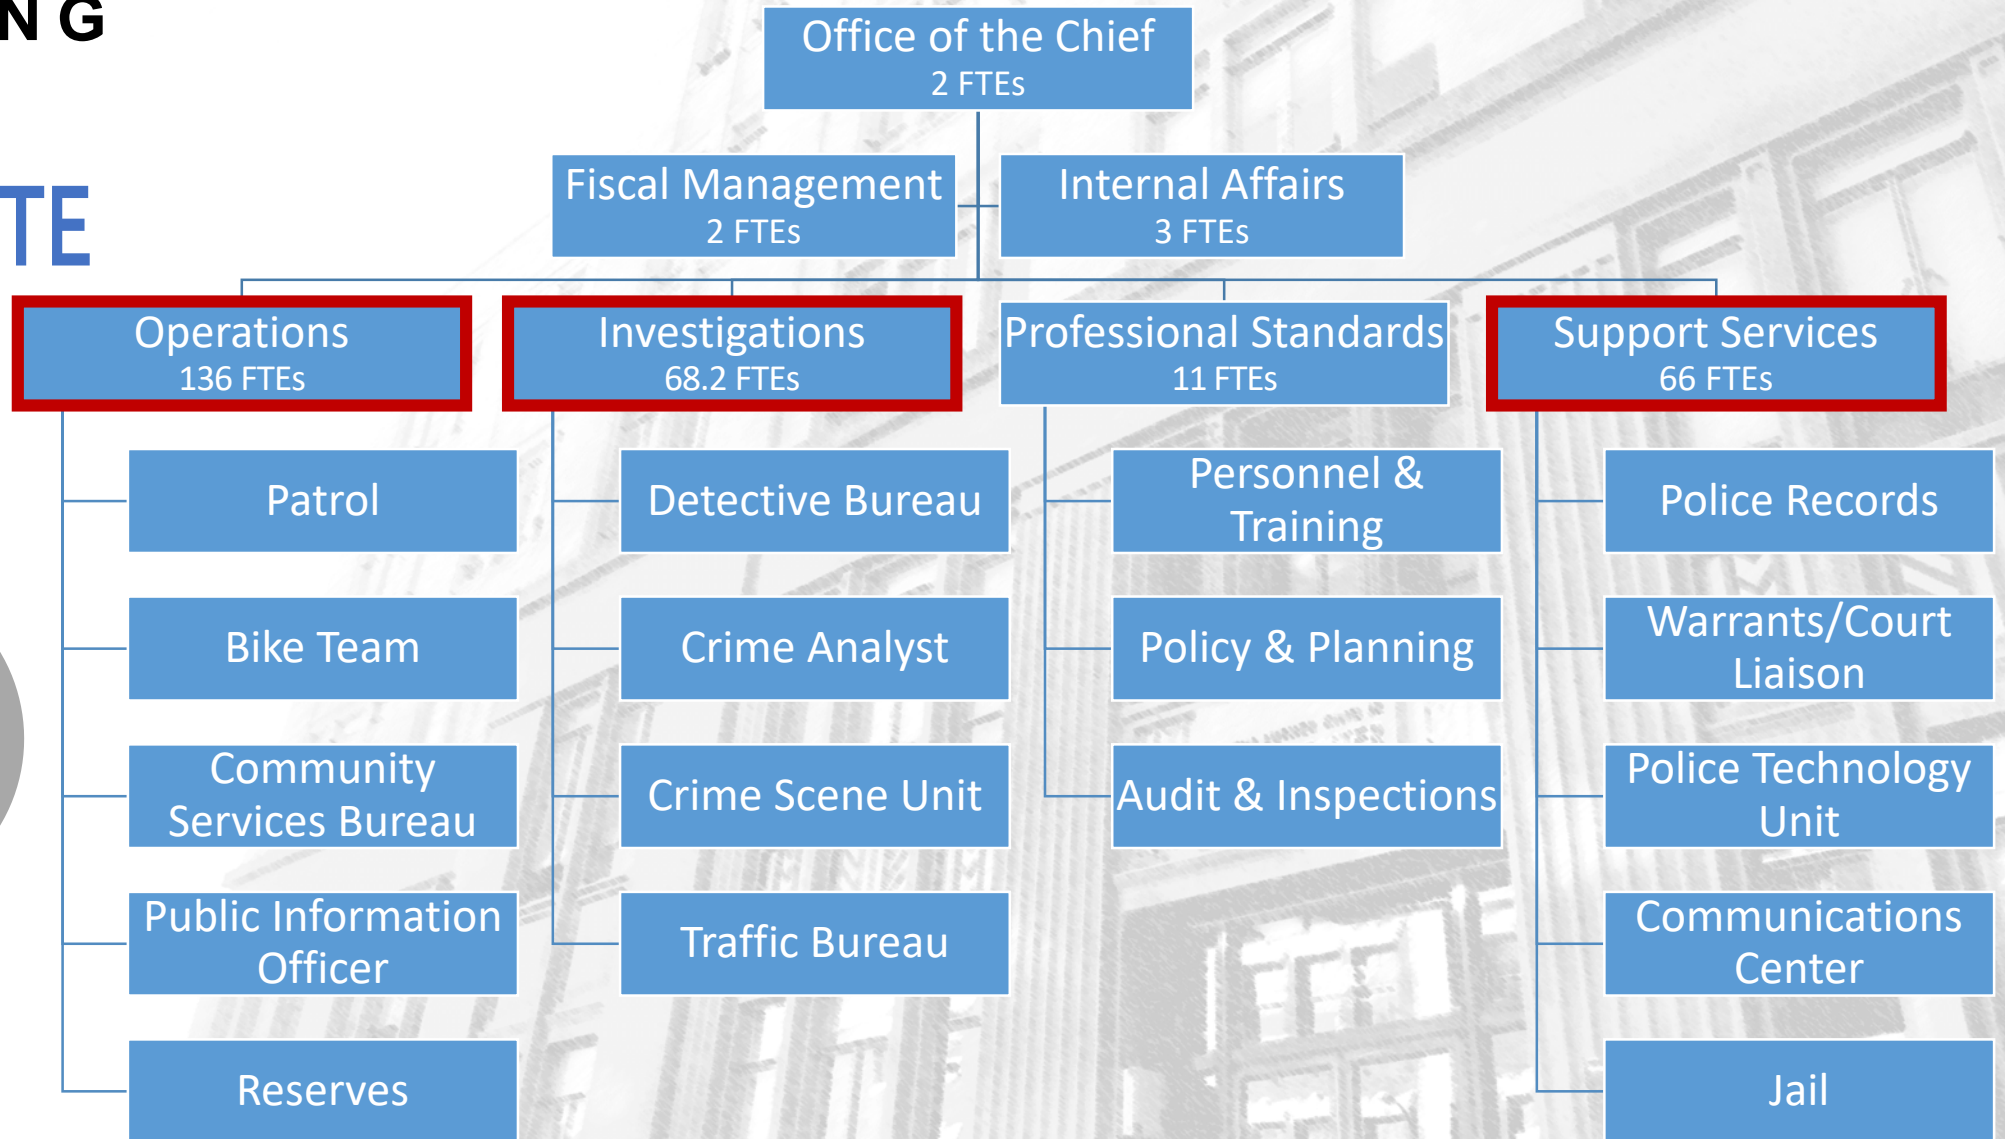 NG
TE
Office of the Chief
2 FTEs
Fiscal Management
2 FTEs
Internal Affairs
3 FTEs
Operations
136 FTEs
Investigations
68.2 FTEs
Professional Standards
11 FTEs
Support Services
66 FTEs
Patrol
Bike Team
Community
Services Bureau
Public Information
Officer
Reserves
Detective Bureau
Crime Analyst
Crime Scene Unit
Traffic Bureau
Personnel &
Training
Policy & Planning
Audit & Inspections
Police Records
Warrants/Court
Liaison
Police Technology
Unit
Communications
Center
Jail